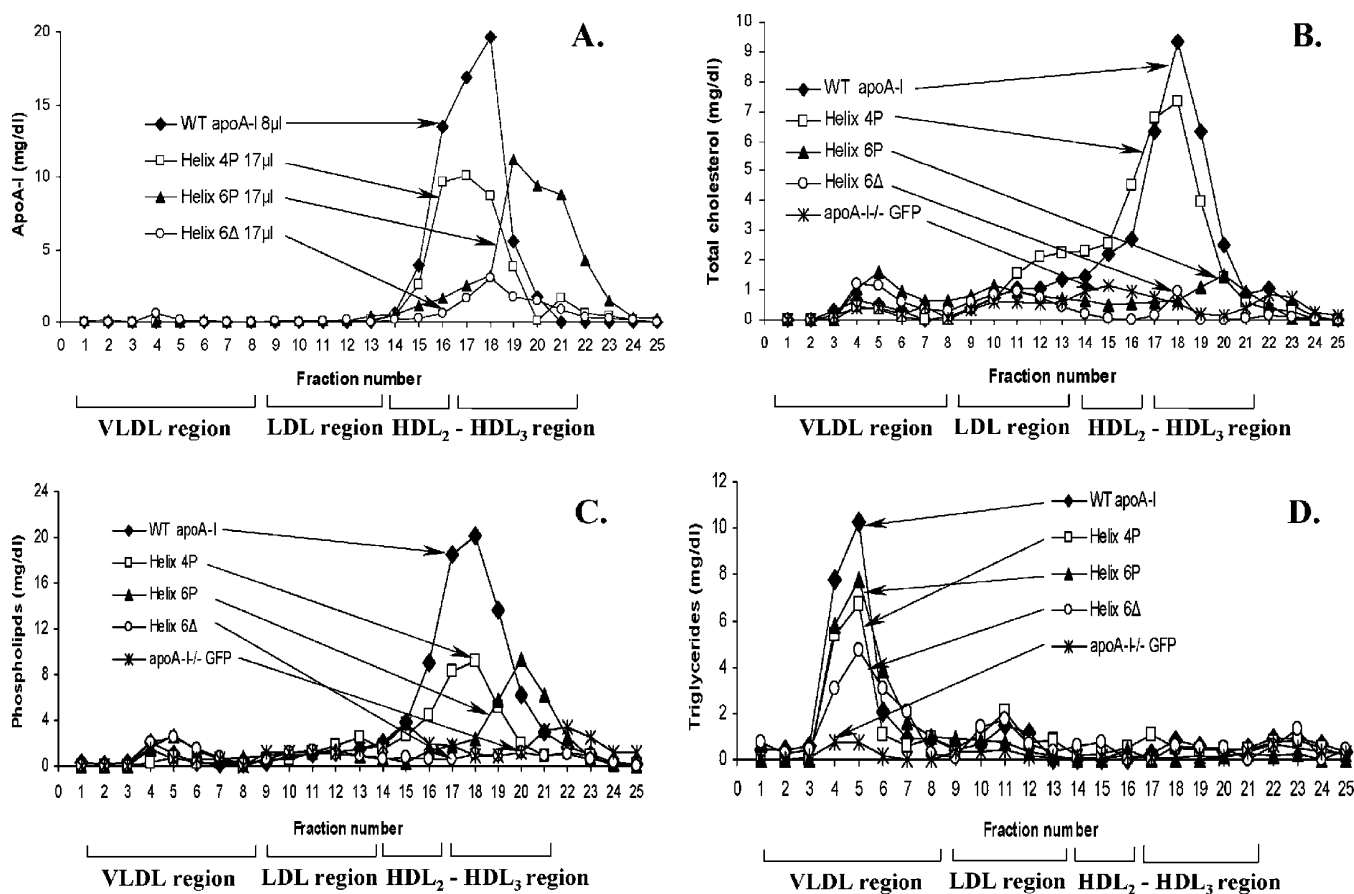 A.
20
15
10
5
0
ApoA-I (mg/dl)
WT apoA-I 8µl
Helix 4P 17µl
Helix 6P 17µl
Helix 6Δ 17µl
0 1 2 3 4 5 6 7 8 9 10 11 12 13 14 15 16 17 18 19 20 21 22 23 24 25
Fraction number
VLDL region LDL region HDL₂ - HDL₃ region
B.
10
9
8
7
6
5
4
3
2
1
0
Total cholesterol (mg/dl)
WT apoA-I
Helix 4P
Helix 6P
Helix 6Δ
apoA-I-/- GFP
0 1 2 3 4 5 6 7 8 9 10 11 12 13 14 15 16 17 18 19 20 21 22 23 24 25
Fraction number
VLDL region LDL region HDL₂ - HDL₃ region
C.
24
20
16
12
8
4
0
Phospholipds (mg/dl)
WT apoA-I
Helix 4P
Helix 6P
Helix 6Δ
apoA-I-/- GFP
0 1 2 3 4 5 6 7 8 9 10 11 12 13 14 15 16 17 18 19 20 21 22 23 24 25
Fraction number
VLDL region LDL region HDL₂ - HDL₃ region
D.
12
10
8
6
4
2
0
Triglycerides (mg/dl)
WT apoA-I
Helix 4P
Helix 6P
Helix 6Δ
apoA-I-/- GFP
0 1 2 3 4 5 6 7 8 9 10 11 12 13 14 15 16 17 18 19 20 21 22 23 24 25
Fraction number
VLDL region LDL region HDL₂ - HDL₃ region